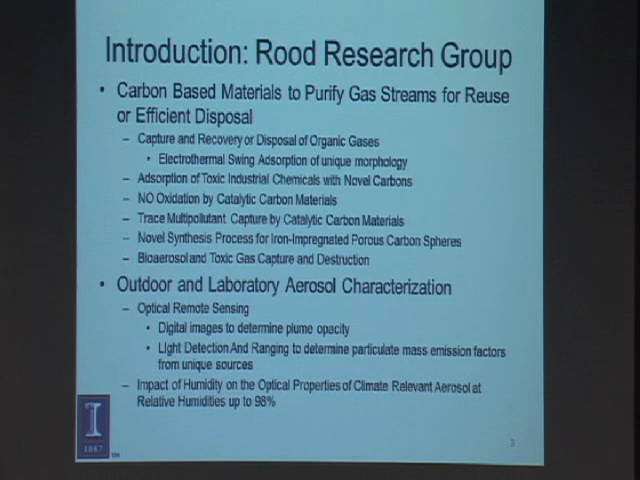 Introduction: Rood Research Group
• Carbon Based Materials to Purify Gas Streams for Reuse
or Efficient Disposal
– Capture and Recovery or Disposal of Organic Gases
• Electrothermal Swing Adsorption of unique morphology
– Adsorption of Toxic Industrial Chemicals with Novel Carbons
– NO Oxidation by Catalytic Carbon Materials
– Trace Multipollutant Capture by Catalytic Carbon Materials
– Novel Synthesis Process for Iron-Impregnated Porous Carbon Spheres
– Bioaerosol and Toxic Gas Capture and Destruction
• Outdoor and Laboratory Aerosol Characterization
– Optical Remote Sensing
• Digital images to determine plume opacity
• Light Detection And Ranging to determine particulate mass emission factors
from unique sources
– Impact of Humidity on the Optical Properties of Climate Relevant Aerosol at
Relative Humidities up to 98%
I
1867
TM
3